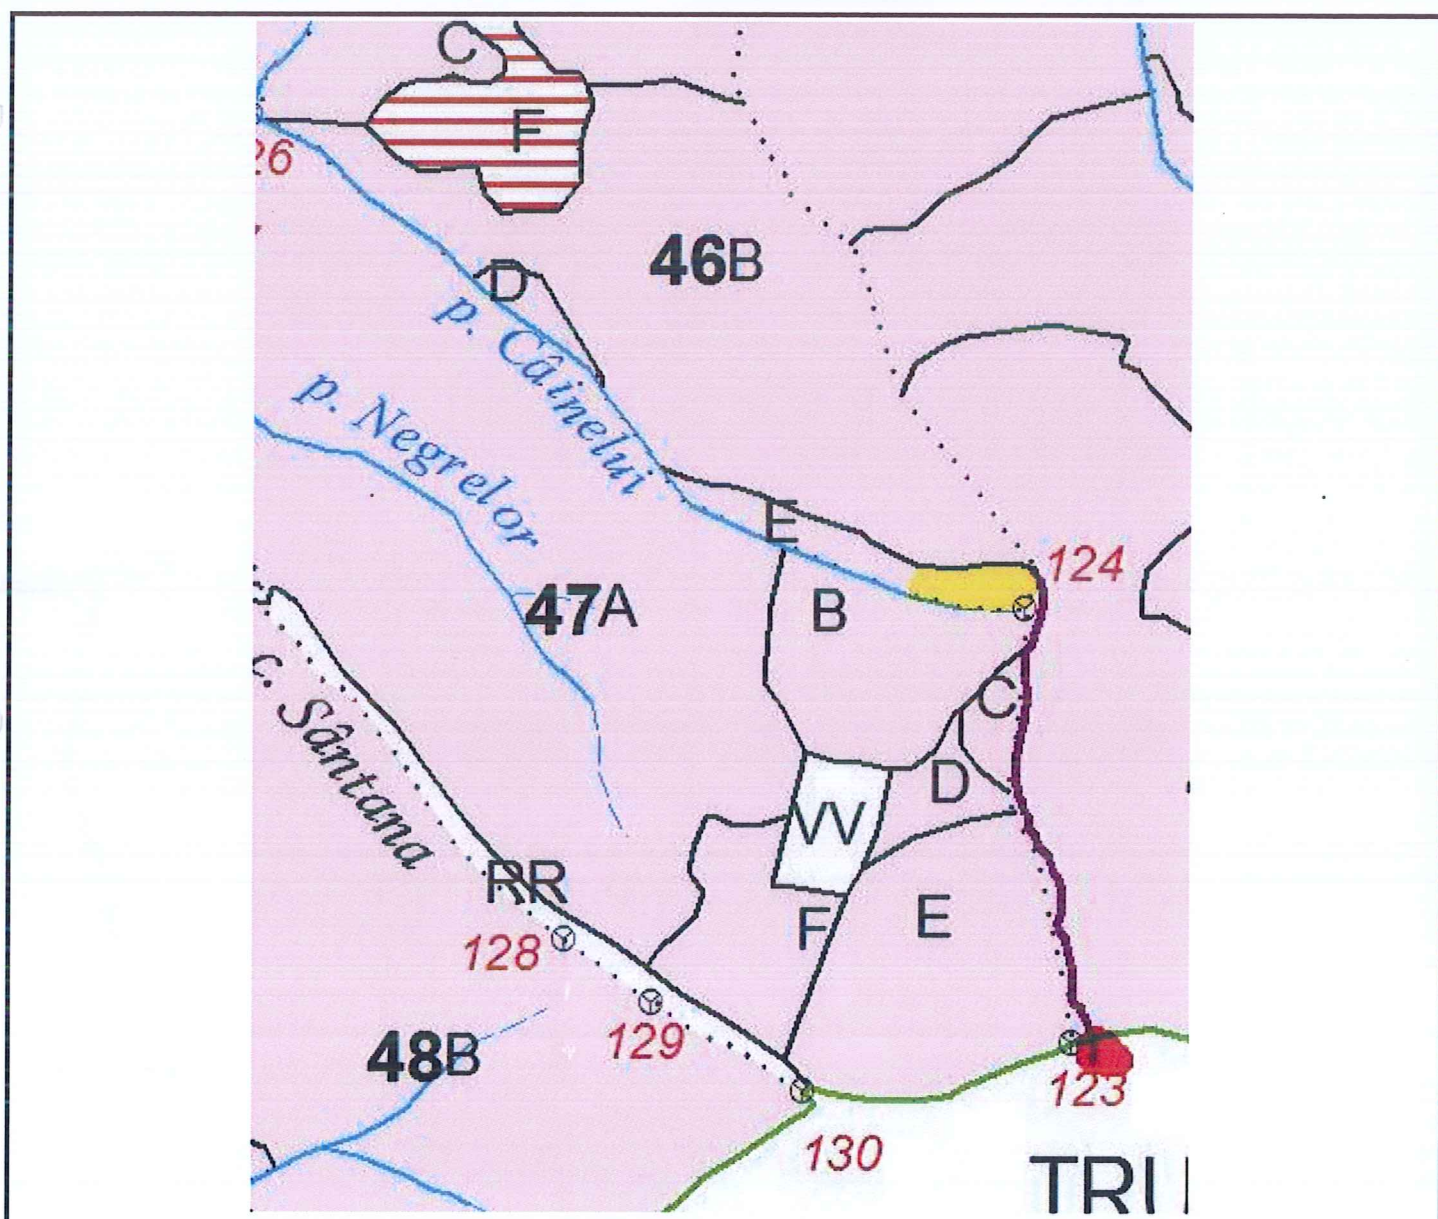 C
F
26
46B
D
p. Câinelui
p. Negrelor
E
124
47A
B
C
c. Sântana
D
VV
RR
F
E
128
129
48B
123
130
TRI